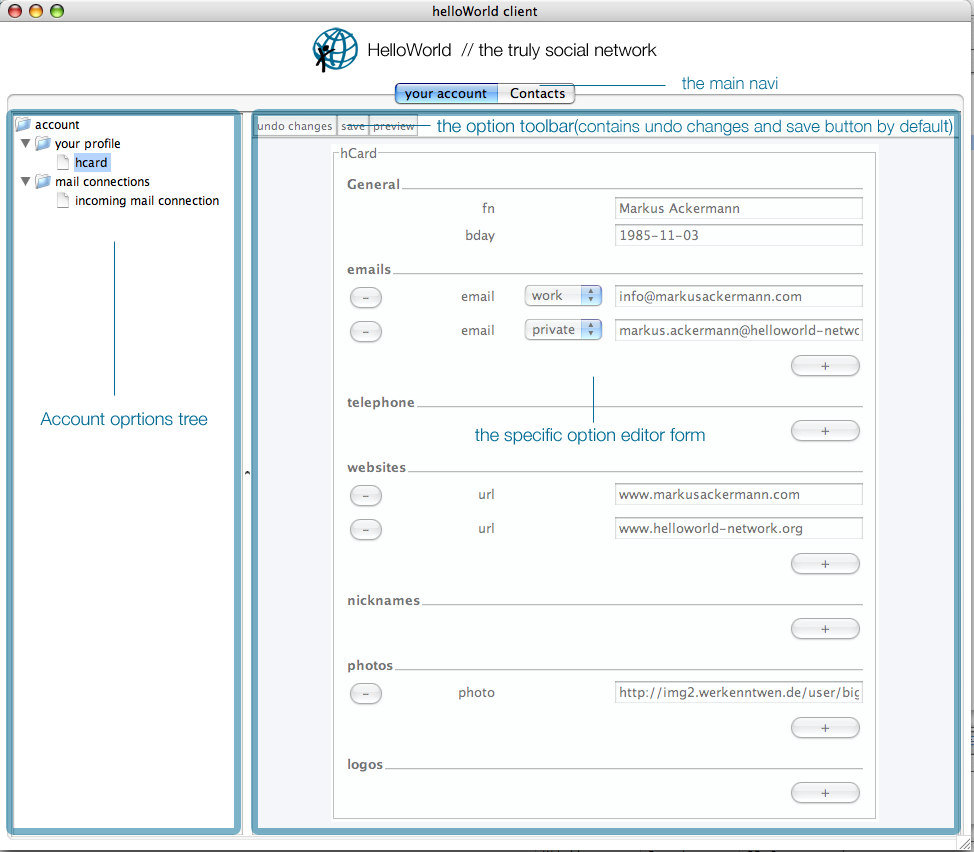 helloWorld client
HelloWorld // the truly social network
the main navi
your account Contacts
account
your profile
hcard
mail connections
incoming mail connection
Account oprtions tree
undo changes save preview
the option toolbar(contains undo changes and save button by default)
hCard
General
fn Markus Ackermann
bday 1985-11-03
emails
- email work info@markusackermann.com
- email private markus.ackermann@helloworld-netwo
+
telephone
+
the specific option editor form
websites
- url www.markusackermann.com
- url www.helloworld-network.org
+
nicknames
+
photos
- photo http://img2.werkenntwen.de/user/big
+
logos
+